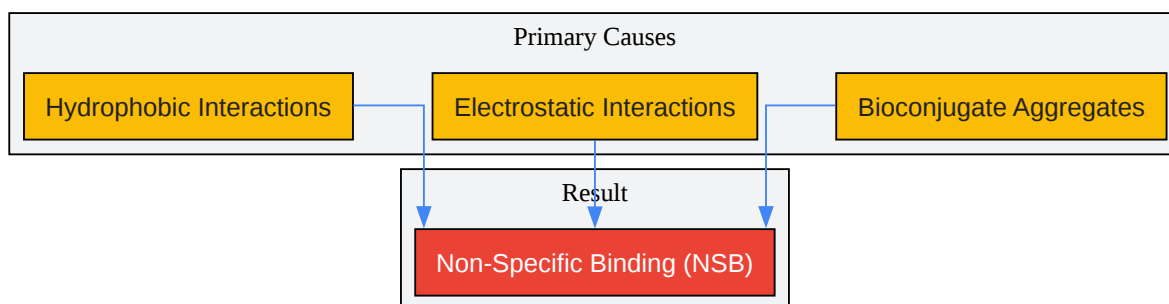 Primary Causes
Hydrophobic Interactions
Electrostatic Interactions
Bioconjugate Aggregates
Result
Non-Specific Binding (NSB)